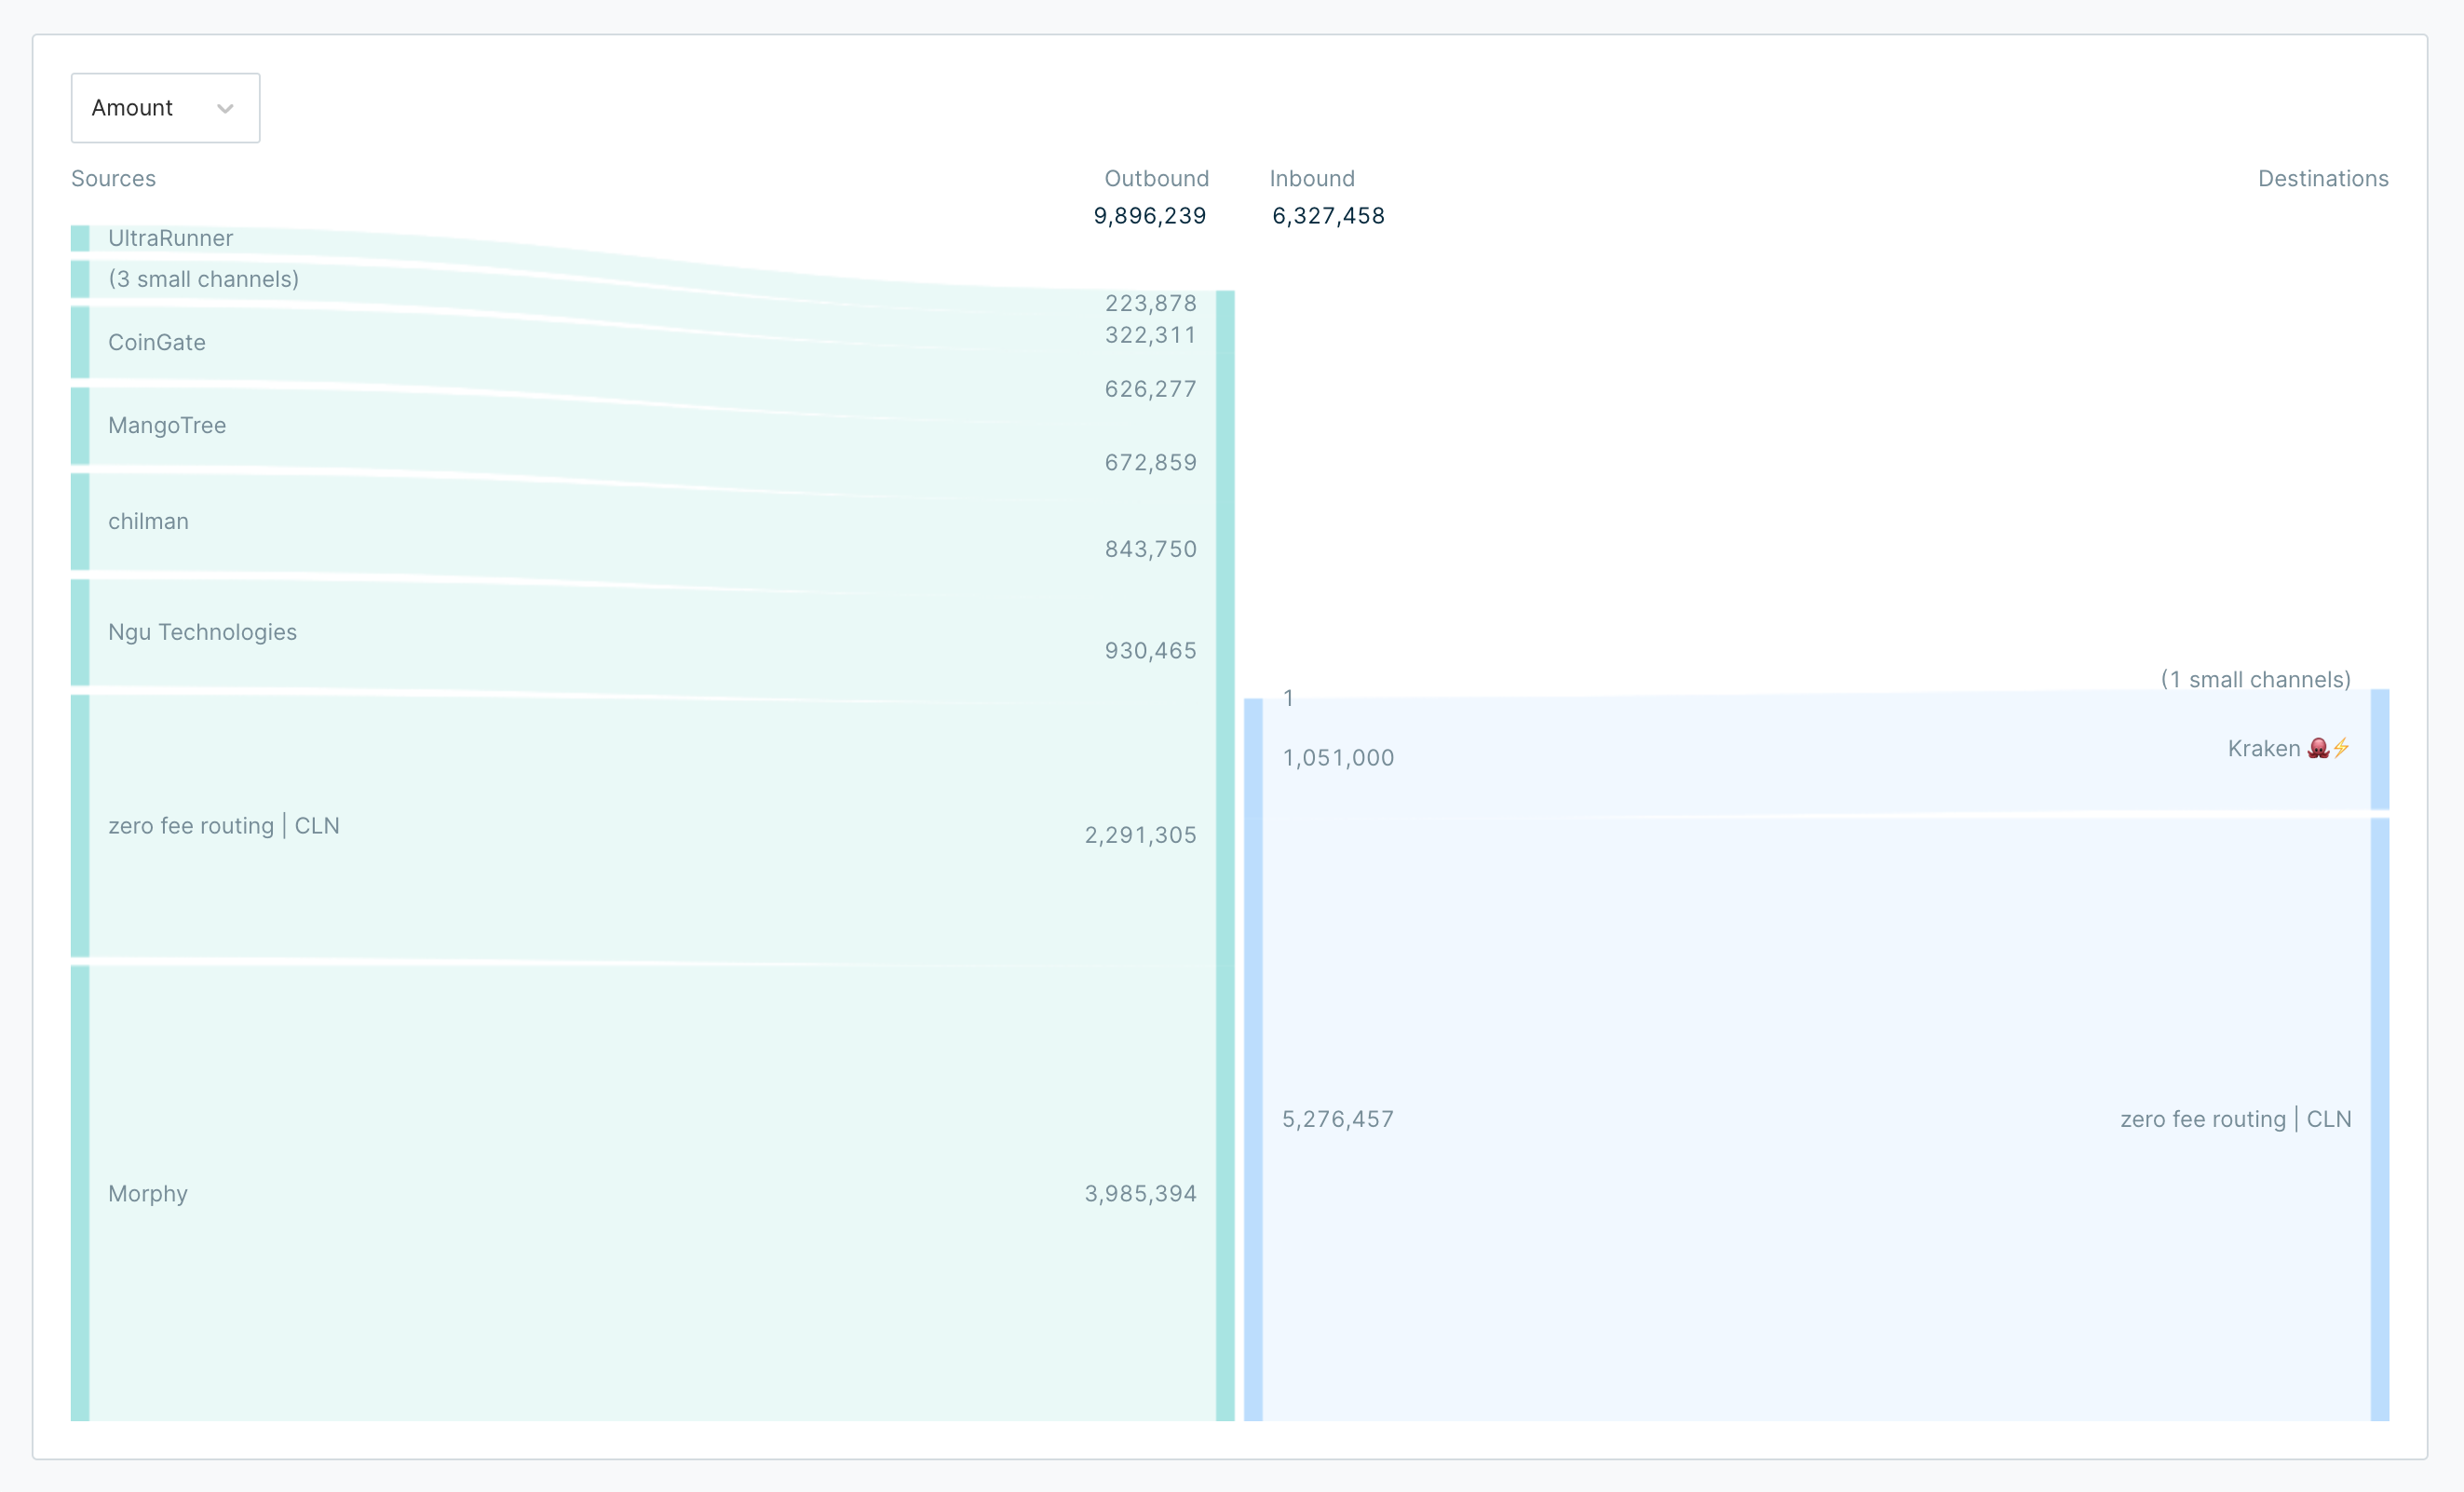 Amount
Sources
Outbound
Inbound
Destinations
9,896,239
6,327,458
UltraRunner
223,878
(3 small channels)
322,311
CoinGate
626,277
MangoTree
672,859
chilman
843,750
Ngu Technologies
930,465
zero fee routing | CLN
2,291,305
Morphy
3,985,394
1
(1 small channels)
1,051,000
Kraken 🐙⚡
5,276,457
zero fee routing | CLN